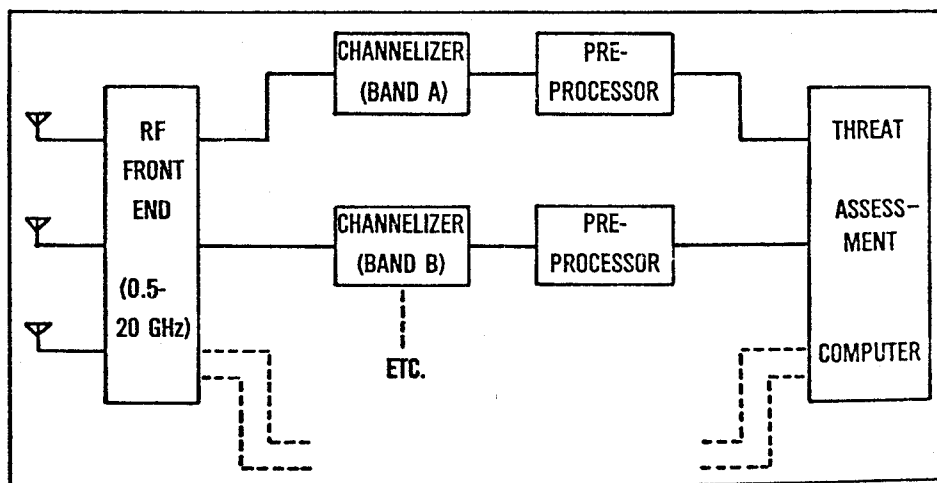 RF
FRONT
END
(0.5-
20 GHz)
CHANNELIZER
(BAND A)
PRE-
PROCESSOR
CHANNELIZER
(BAND B)
PRE-
PROCESSOR
ETC.
THREAT
ASSESS-
MENT
COMPUTER